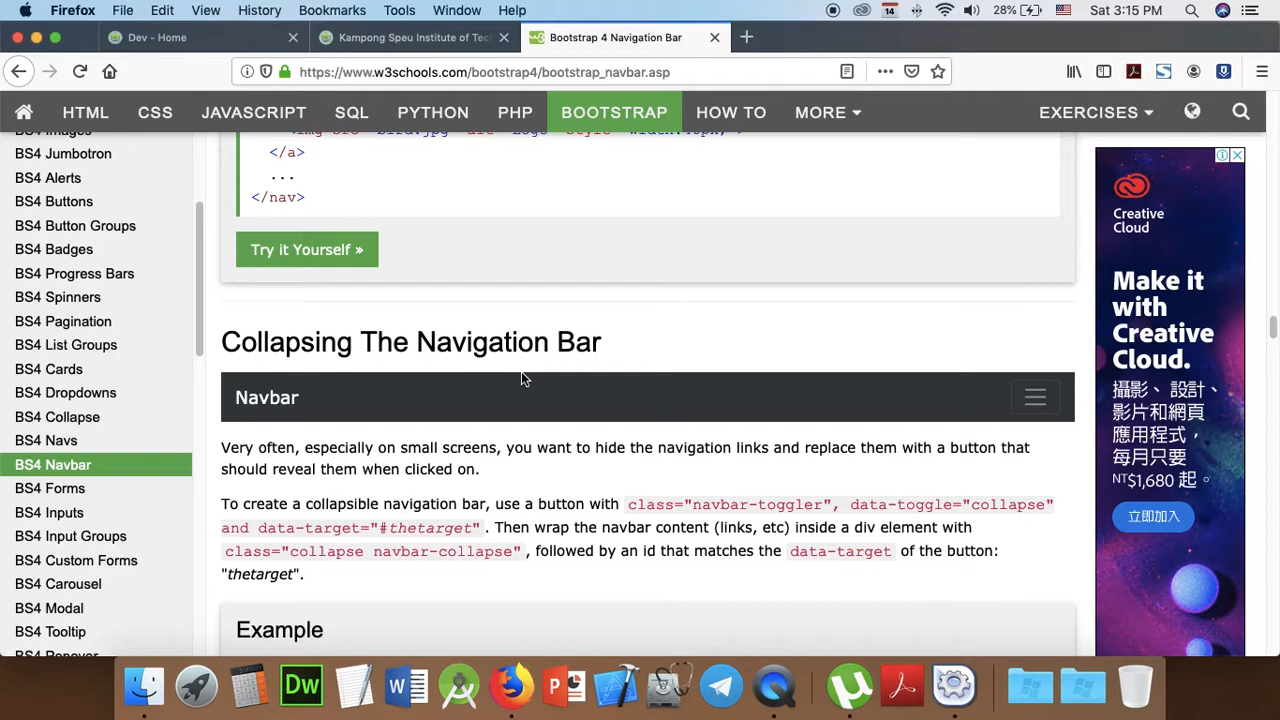 Firefox File Edit View History Bookmarks Tools Window Help 14 28% Sat 3:15 PM
Dev - Home
Kampong Speu Institute of Tec
Bootstrap 4 Navigation Bar
https://www.w3schools.com/bootstrap4/bootstrap_navbar.asp
HTML CSS JAVASCRIPT SQL PYTHON PHP BOOTSTRAP HOW TO MORE EXERCISES
BS4 Jumbotron
BS4 Alerts
BS4 Buttons
BS4 Button Groups
BS4 Badges
BS4 Progress Bars
BS4 Spinners
BS4 Pagination
BS4 List Groups
BS4 Cards
BS4 Dropdowns
BS4 Collapse
BS4 Navs
BS4 Navbar
BS4 Forms
BS4 Inputs
BS4 Input Groups
BS4 Custom Forms
BS4 Carousel
BS4 Modal
BS4 Tooltip
</a>
...
</nav>
Try it Yourself »
Collapsing The Navigation Bar
Navbar
Very often, especially on small screens, you want to hide the navigation links and replace them with a button that
should reveal them when clicked on.
To create a collapsible navigation bar, use a button with class="navbar-toggler", data-toggle="collapse"
and data-target="#thetarget". Then wrap the navbar content (links, etc) inside a div element with
class="collapse navbar-collapse", followed by an id that matches the data-target of the button:
"thetarget".
Example
Creative
Cloud
Make it
with
Creative
Cloud.
攝影、設計、
影片和網頁
應用程式，
每月只要
NT$1,680 起。
立即加入
Dw
W
P